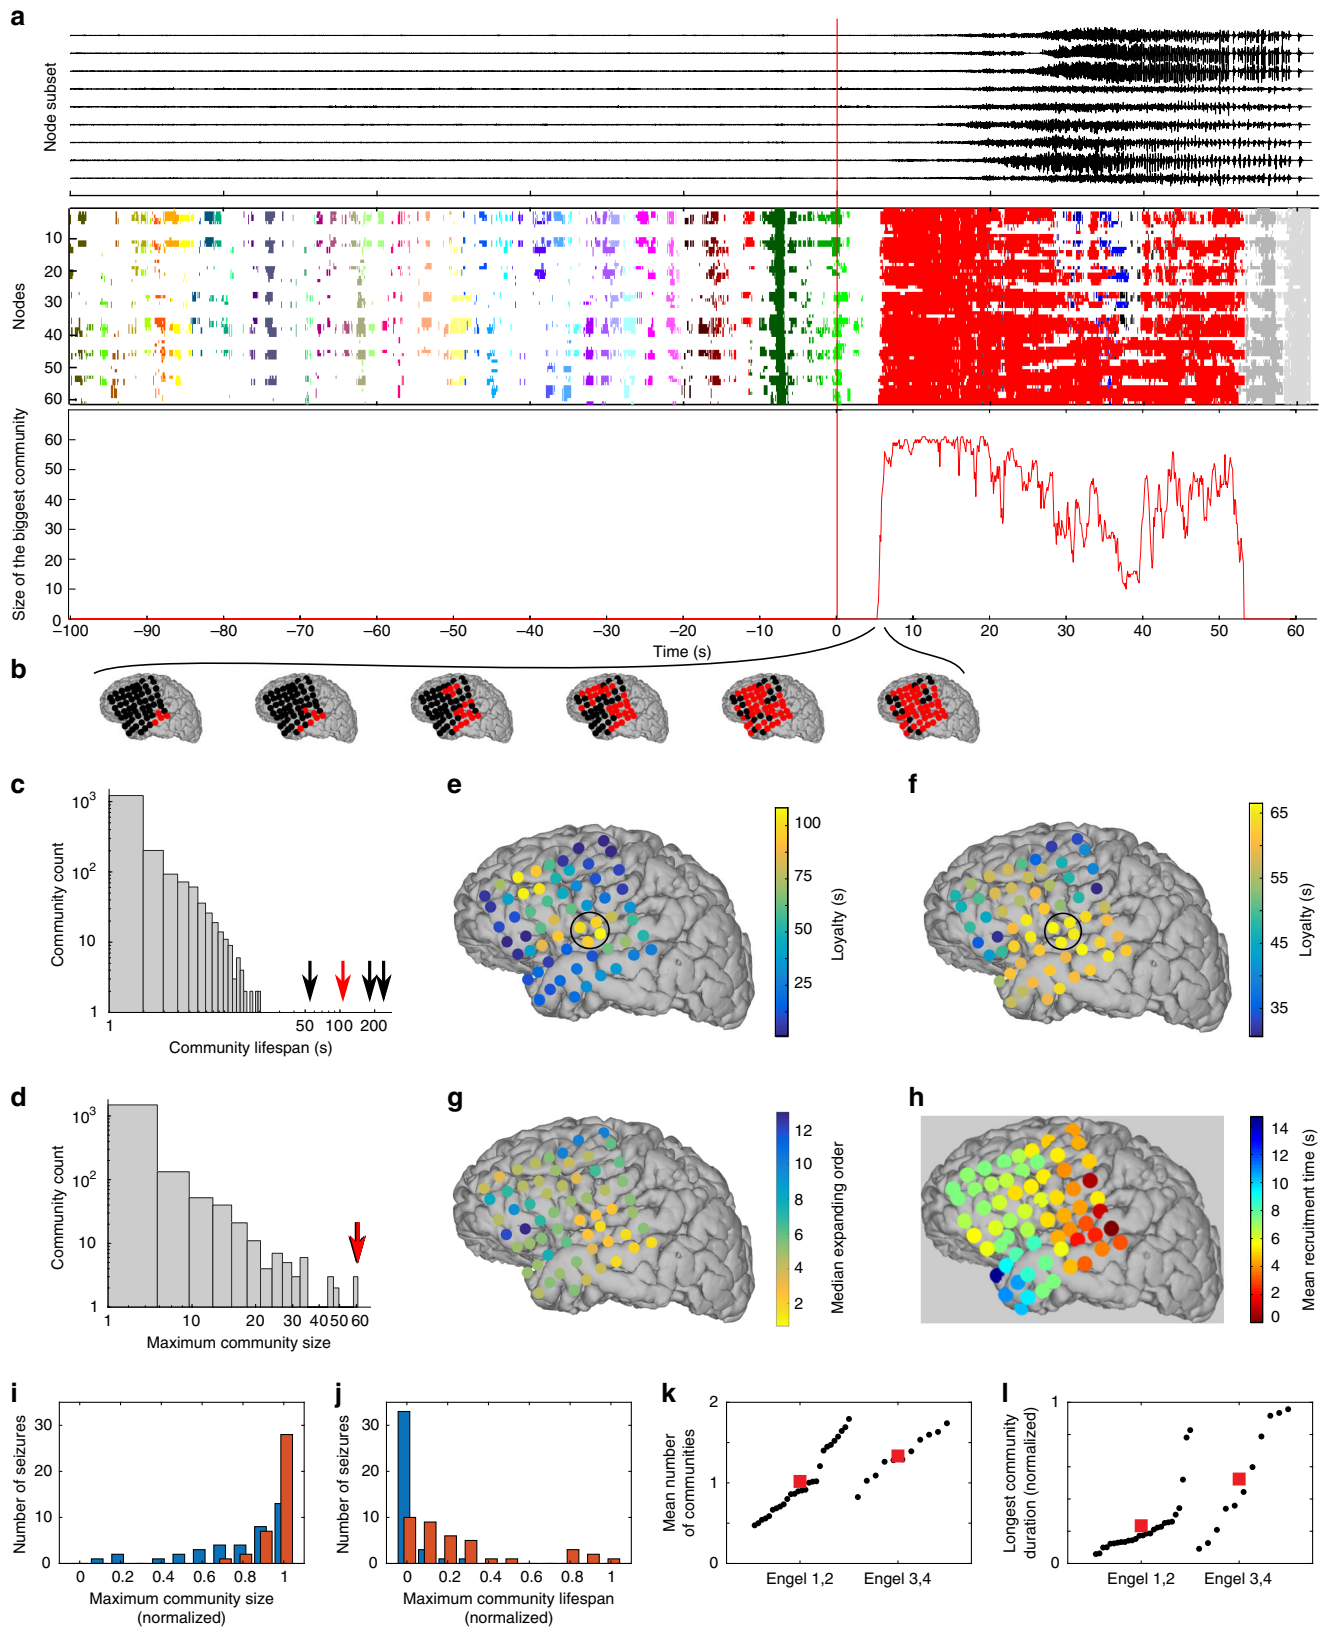 a
Node subset
Nodes
10
20
30
40
50
60
Size of the biggest community
60
50
40
30
20
10
0
–100
–90
–80
–70
–60
–50
–40
–30
–20
–10
0
10
20
30
40
50
60
Time (s)
b
c
Community count
10³
10²
10
1
1
50
100
200
Community lifespan (s)
d
Community count
10³
10²
10
1
1
10
20
30
40
50
60
Maximum community size
e
100
75
50
25
Loyalty (s)
f
65
55
45
35
Loyalty (s)
g
12
10
8
6
4
2
Median expanding order
h
14
12
10
8
6
4
2
0
Mean recruitment time (s)
i
Number of seizures
30
20
10
0
0
0.2
0.4
0.6
0.8
1
Maximum community size
(normalized)
j
Number of seizures
30
20
10
0
0
0.2
0.4
0.6
0.8
1
Maximum community lifespan
(normalized)
k
Mean number
of communities
2
1
0
Engel 1,2
Engel 3,4
l
Longest community
duration (normalized)
1
0
Engel 1,2
Engel 3,4